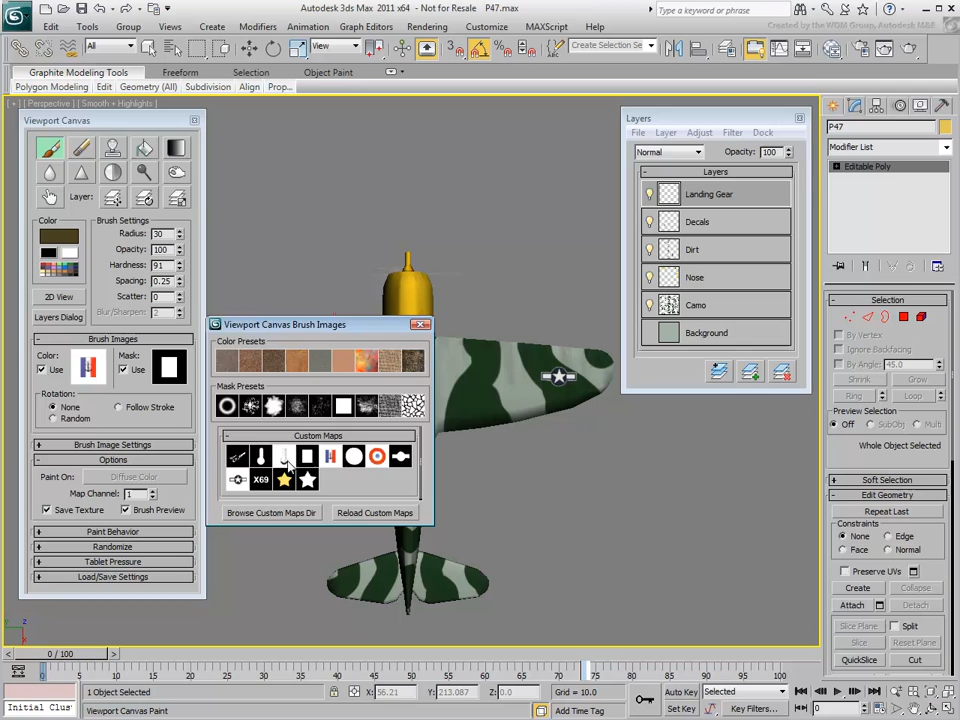 Autodesk 3ds Max 2011 x64 - Not for Resale P47.max
Type a keyword or phrase
Edit Tools Group Views Create Modifiers Animation Graph Editors Rendering Customize MAXScript Help
All View Create Selection Se
Graphite Modeling Tools Freeform Selection Object Paint
Polygon Modeling Edit Geometry (All) Subdivision Align Prop...
[ + ] [ Perspective ] [ Smooth + Highlights ]
Viewport Canvas
Layer:
Color
Brush Settings
Radius: 30
Opacity: 100
Hardness: 91
Spacing: 0.25
Scatter: 0
Blur/Sharpen: 2
2D View
Layers Dialog
Brush Images
Color: Mask:
Use Use
Rotation:
None Follow Stroke
Random
Brush Image Settings
Options
Paint On: Diffuse Color
Map Channel: 1
Save Texture Brush Preview
Paint Behavior
Randomize
Tablet Pressure
Load/Save Settings
Viewport Canvas Brush Images
Color Presets
Mask Presets
Custom Maps
X69
Browse Custom Maps Dir Reload Custom Maps
Layers
File Layer Adjust Filter Dock
Normal Opacity: 100
Layers
Landing Gear
Decals
Dirt
Nose
Camo
Background
P47
Modifier List
Editable Poly
Selection
By Vertex
Ignore Backfacing
By Angle: 45.0
Shrink Grow
Ring Loop
Preview Selection
Off SubObj Multi
Whole Object Selected
Soft Selection
Edit Geometry
Repeat Last
Constraints
None Edge
Face Normal
Preserve UVs
Create Collapse
Attach Detach
Slice Plane Split
Slice Reset Plane
QuickSlice Cut
z
0 / 100
0 5 10 15 20 25 30 35 40 45 50 55 60 65 70 75 80 85 90 95 100
1 Object Selected X: 56.21 Y: 213.087 Z: 0.0 Grid = 10.0 Auto Key Selected
Initial Clus Viewport Canvas Paint Add Time Tag Set Key Key Filters... 0